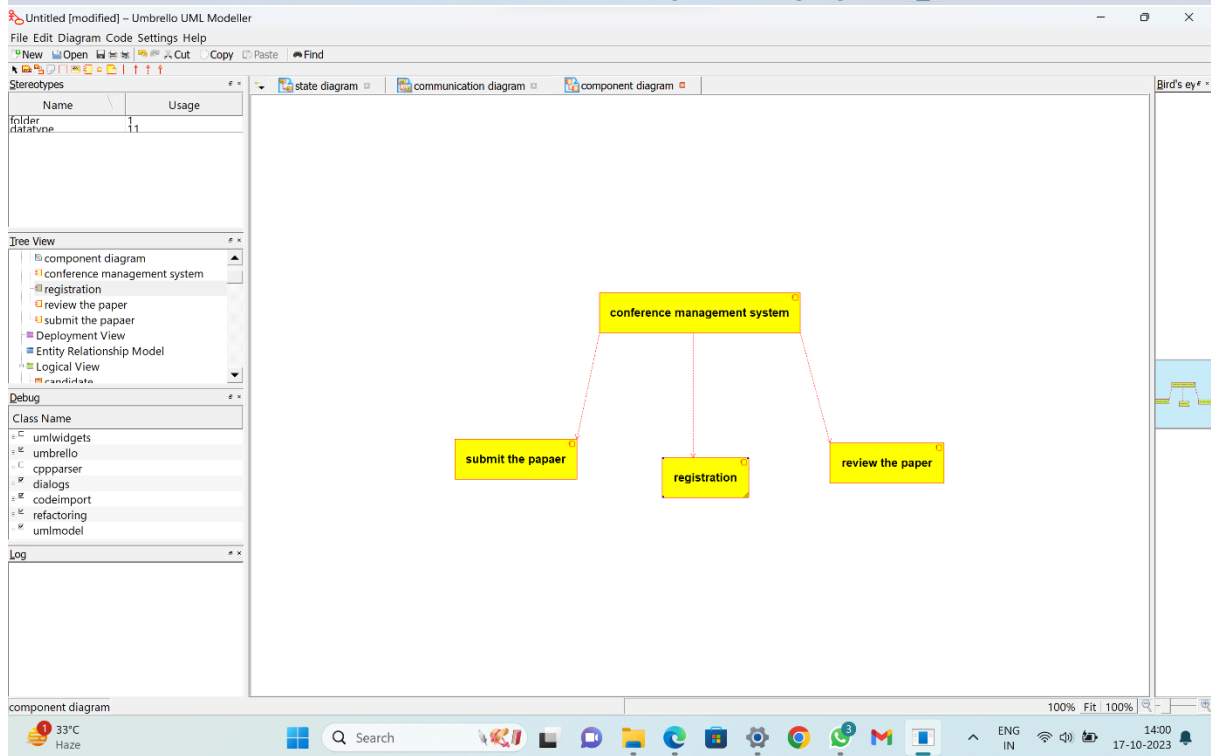 Untitled [modified] – Umbrello UML Modeller
File Edit Diagram Code Settings Help
New Open Cut Copy Paste Find
Stereotypes
state diagram communication diagram component diagram
Bird's ey
Name Usage
folder 1
datatype 11
Tree View
component diagram
conference management system
registration
review the paper
submit the papaer
Deployment View
Entity Relationship Model
Logical View
candidate
conference management system
submit the papaer
registration
review the paper
Debug
Class Name
umlwidgets
umbrello
cppparser
dialogs
codeimport
refactoring
umlmodel
Log
component diagram
100% Fit 100%
1
33°C
Haze
Search
3
ENG
IN
14:00
17-10-2023